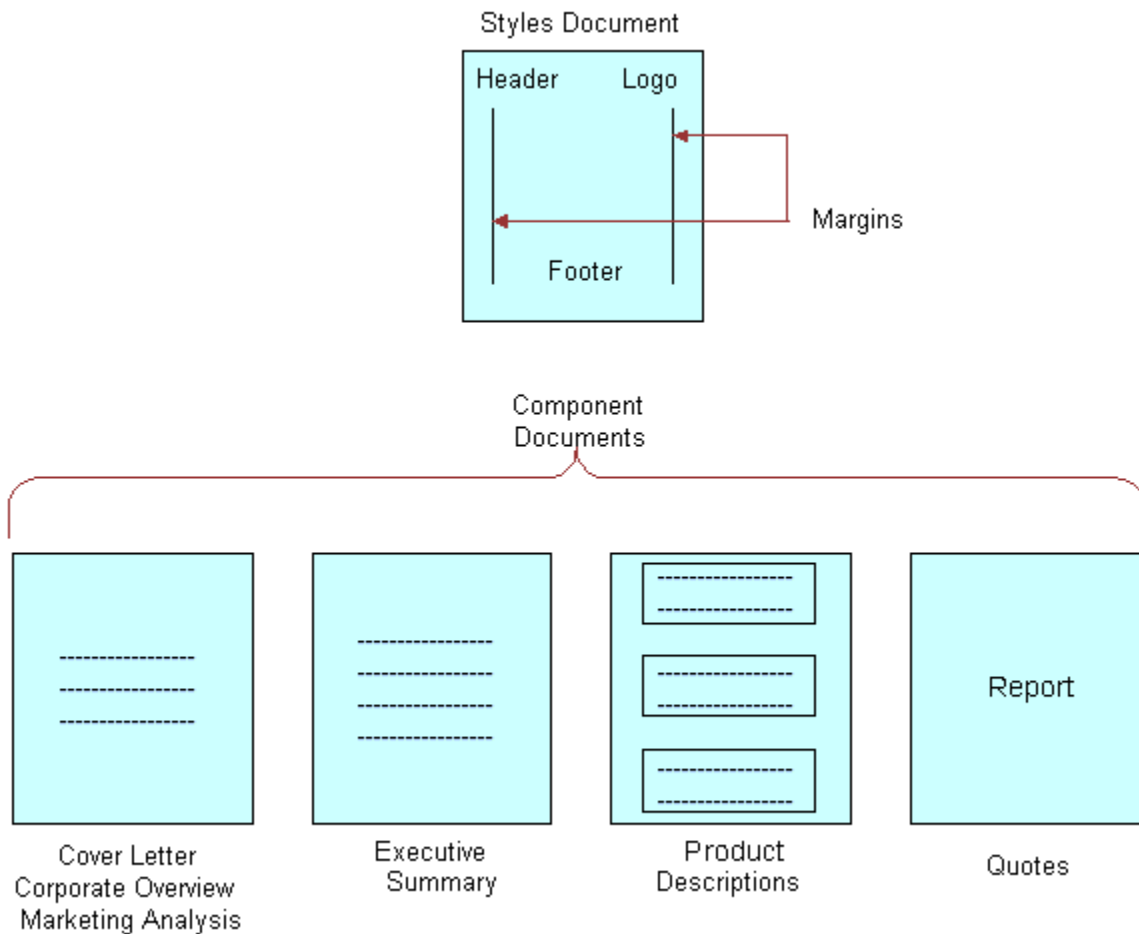 Styles Document
Header Logo
Margins
Footer
Component
Documents
Report
Cover Letter
Corporate Overview
Marketing Analysis
Executive
Summary
Product
Descriptions
Quotes